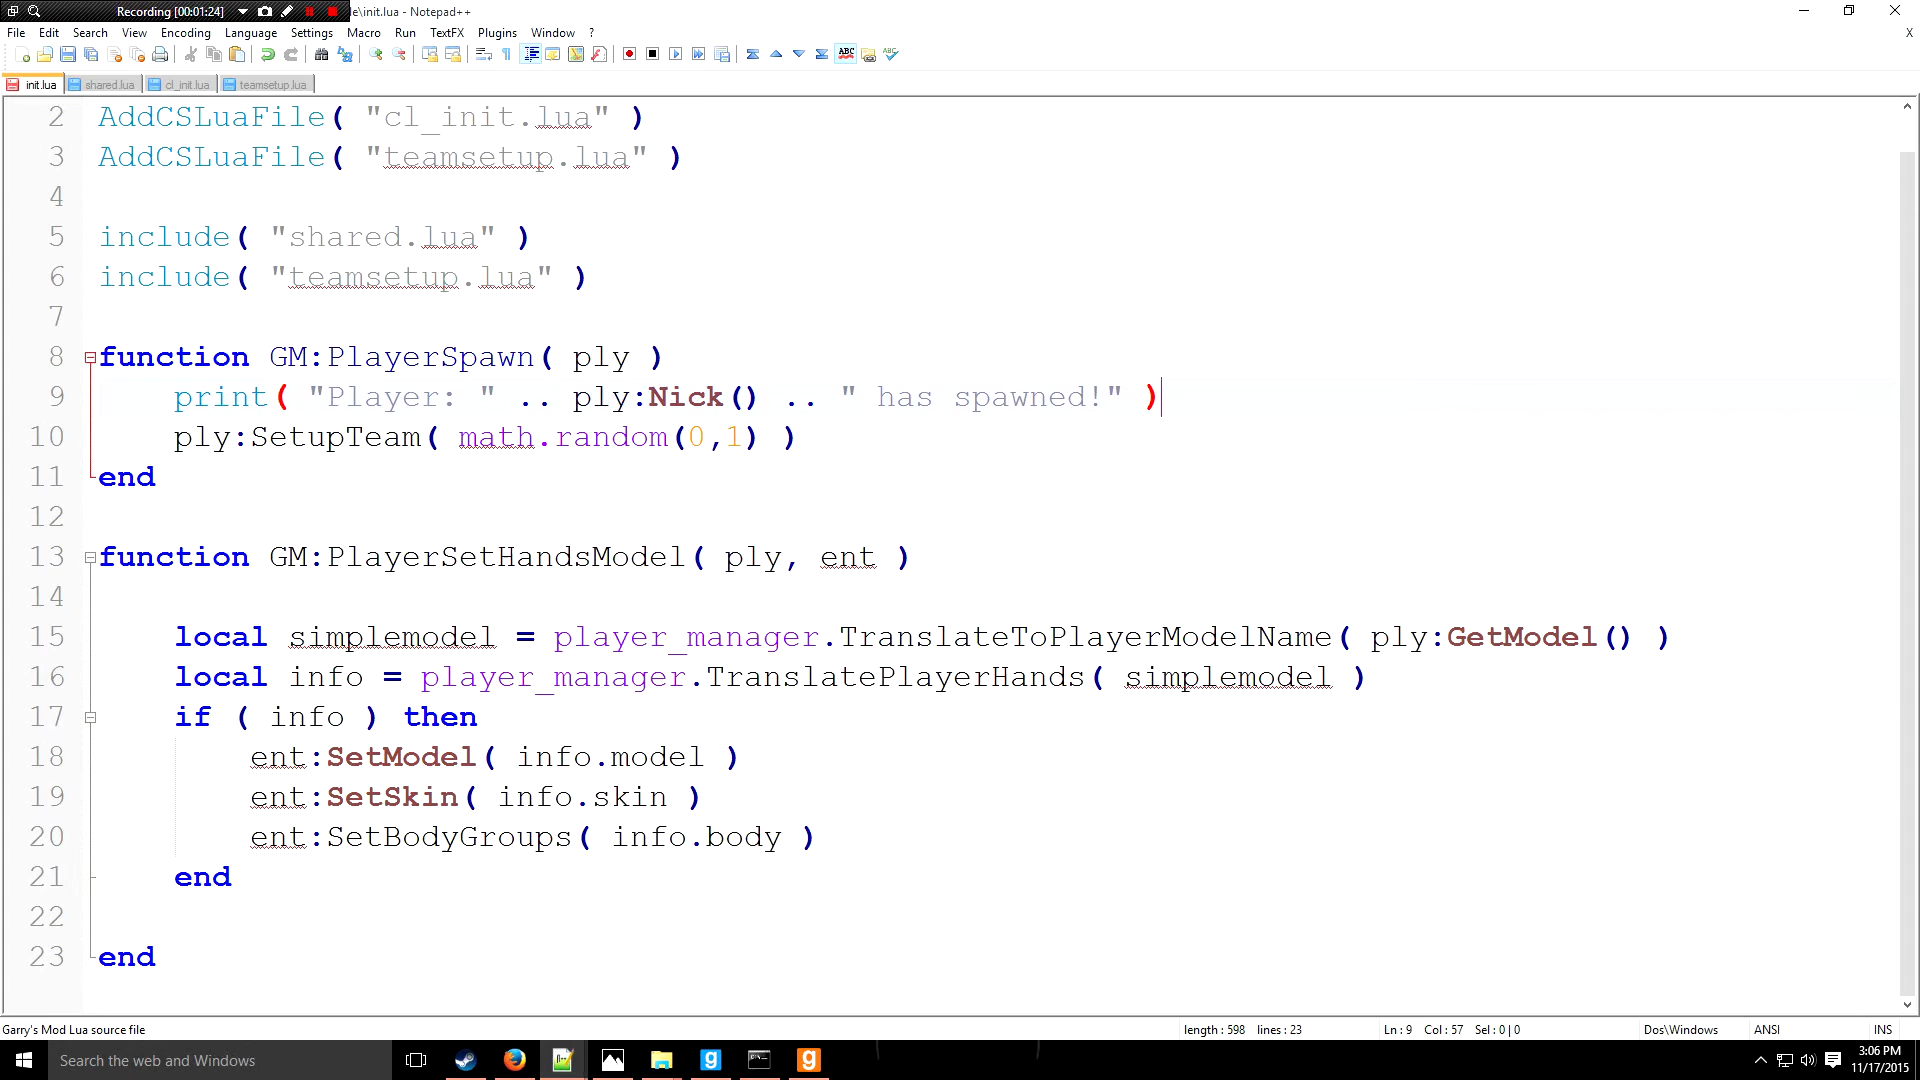 Recording [00:01:24]
le\init.lua - Notepad++
File Edit Search View Encoding Language Settings Macro Run TextFX Plugins Window ?
X
init.lua shared.lua cl_init.lua teamsetup.lua
2 AddCSLuaFile( "cl_init.lua" )
3 AddCSLuaFile( "teamsetup.lua" )
4
5 include( "shared.lua" )
6 include( "teamsetup.lua" )
7
8 function GM:PlayerSpawn( ply )
9 print( "Player: " .. ply:Nick() .. " has spawned!" )
10 ply:SetupTeam( math.random(0,1) )
11 end
12
13 function GM:PlayerSetHandsModel( ply, ent )
14
15 local simplemodel = player_manager.TranslateToPlayerModelName( ply:GetModel() )
16 local info = player_manager.TranslatePlayerHands( simplemodel )
17 if ( info ) then
18 ent:SetModel( info.model )
19 ent:SetSkin( info.skin )
20 ent:SetBodyGroups( info.body )
21 end
22
23 end
Garry's Mod Lua source file length : 598 lines : 23 Ln : 9 Col : 57 Sel : 0 | 0 Dos\Windows ANSI INS
Search the web and Windows
3:06 PM
11/17/2015